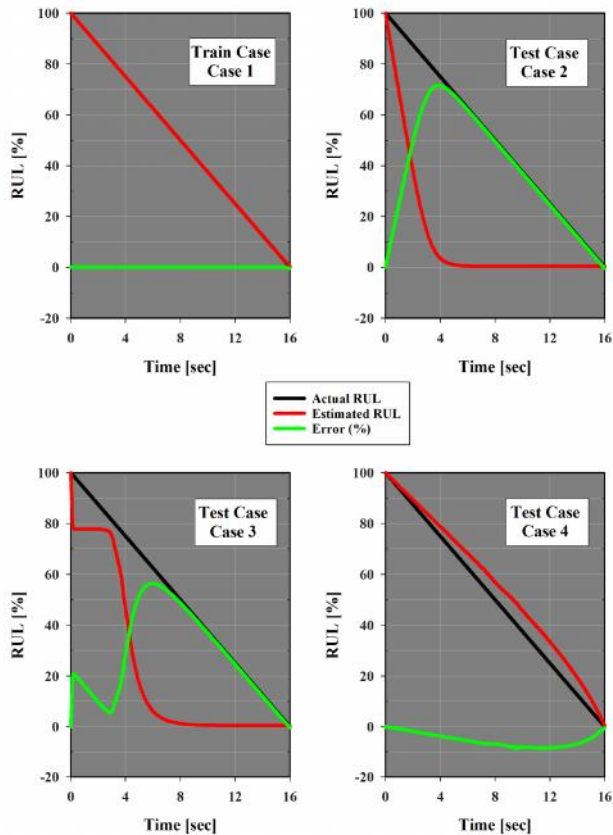 100
80
60
40
20
0
-20
RUL [%]
Train Case
Case 1
0 4 8 12 16
Time [sec]
100
80
60
40
20
0
-20
RUL [%]
Test Case
Case 2
0 4 8 12 16
Time [sec]
Actual RUL
Estimated RUL
Error (%)
100
80
60
40
20
0
-20
RUL [%]
Test Case
Case 3
0 4 8 12 16
Time [sec]
100
80
60
40
20
0
-20
RUL [%]
Test Case
Case 4
0 4 8 12 16
Time [sec]